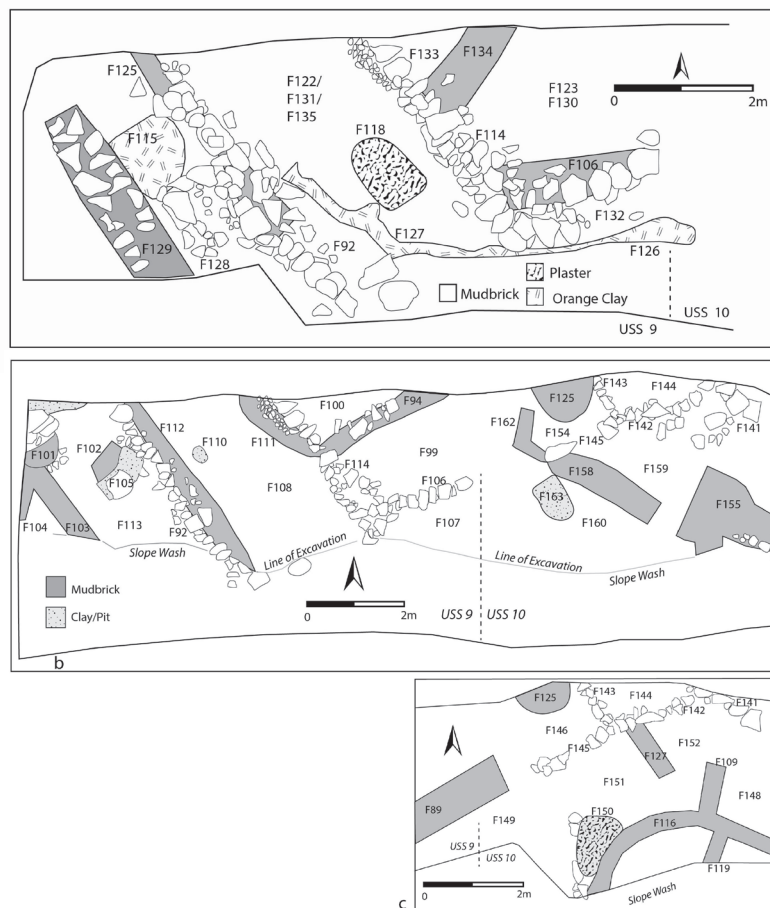 F133
F134
F125
F122/
F131/
F135
F123
F130
0
2m
F115
F118
F114
F106
F132
F127
F92
F126
F129
F128
Plaster
Mudbrick
Orange Clay
USS 10
USS 9
F100
F94
F125
F143
F144
F141
F142
F101
F102
F112
F110
F111
F162
F154
F145
F99
F105
F114
F108
F106
F158
F159
F163
F155
F104
F103
F113
F92
F107
F160
Slope Wash
Line of Excavation
Line of Excavation
Slope Wash
Mudbrick
Clay/Pit
0
2m
USS 9
USS 10
b
F125
F143
F144
F142
F141
F146
F145
F127
F152
F109
F151
F148
F89
F150
F149
F116
F119
USS 9
USS 10
Slope Wash
0
2m
c